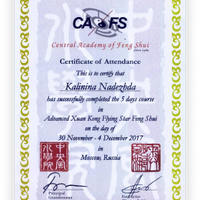 CAFS
Central Academy of Feng Shui
Certificate of Attendance
This is to certify that
Kalinina Nadezhda
has successfully completed the 5 days course
in
Advanced Xuan Kong Flying Star Feng Shui
on the day of
30 November - 4 December 2017
in
Moscow, Russia
Principal